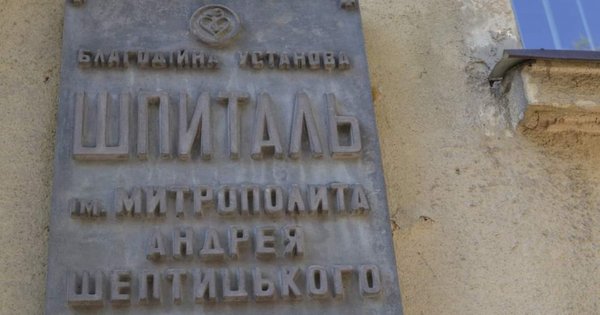 БЛАГОДІЙНА УСТАНОВА
ШПИТАЛЬ
ім. МИТРОПОЛИТА
АНДРЕЯ
ШЕПТИЦЬКОГО